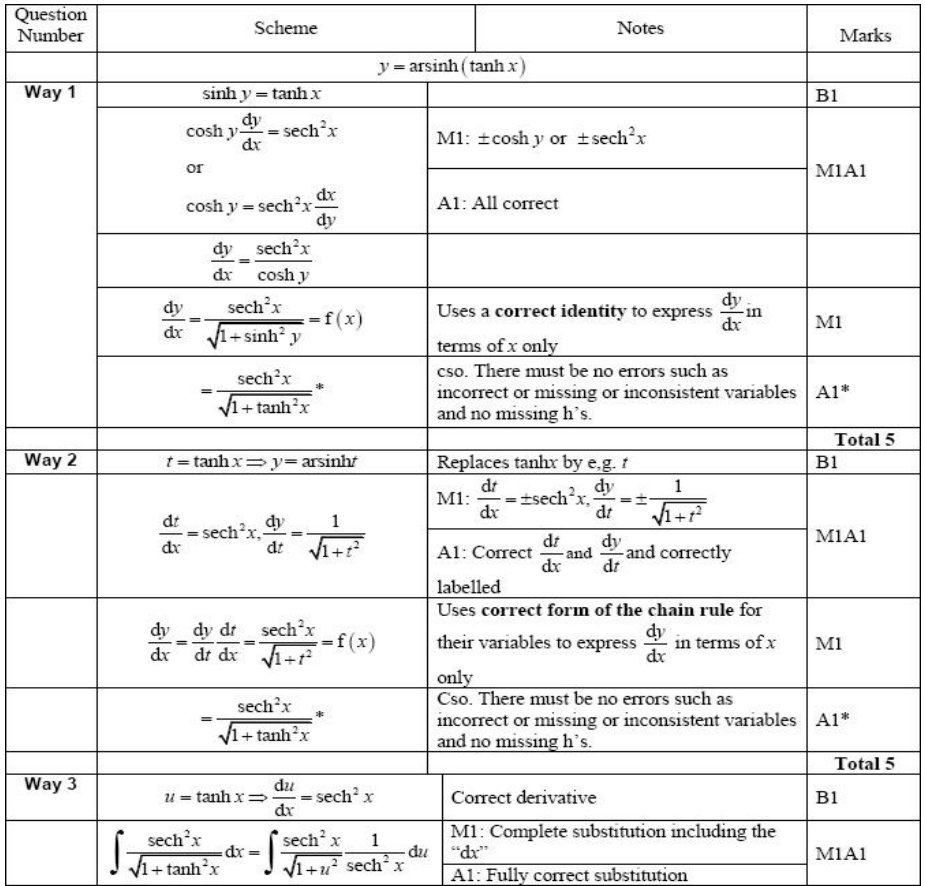 Question Number Scheme Notes Marks
y = arsinh(tanh x)
Way 1 sinh y = tanh x B1
cosh y dy/dx = sech²x
or
cosh y = sech²x dx/dy
M1: ±cosh y or ±sech²x
A1: All correct
M1A1
dy/dx = sech²x / cosh y
dy/dx = sech²x / √(1 + sinh² y) = f(x)
Uses a correct identity to express dy/dx in
terms of x only
M1
= sech²x / √(1 + tanh²x) *
cso. There must be no errors such as
incorrect or missing or inconsistent variables
and no missing h's.
A1*
Total 5
Way 2 t = tanh x ⇒ y = arsinht Replaces tanhx by e,g. t B1
dt/dx = sech²x, dy/dt = 1/√(1 + t²)
M1: dt/dx = ±sech²x, dy/dt = ± 1/√(1 + t²)
A1: Correct dt/dx and dy/dt and correctly
labelled
M1A1
dy/dx = dy/dt dt/dx = sech²x / √(1 + t²) = f(x)
Uses correct form of the chain rule for
their variables to express dy/dx in terms of x
only
M1
= sech²x / √(1 + tanh²x) *
Cso. There must be no errors such as
incorrect or missing or inconsistent variables
and no missing h's.
A1*
Total 5
Way 3 u = tanh x ⇒ du/dx = sech² x Correct derivative B1
∫ sech²x / √(1 + tanh²x) dx = ∫ sech² x / √(1 + u²) 1/sech² x du
M1: Complete substitution including the
“dx”
A1: Fully correct substitution
M1A1